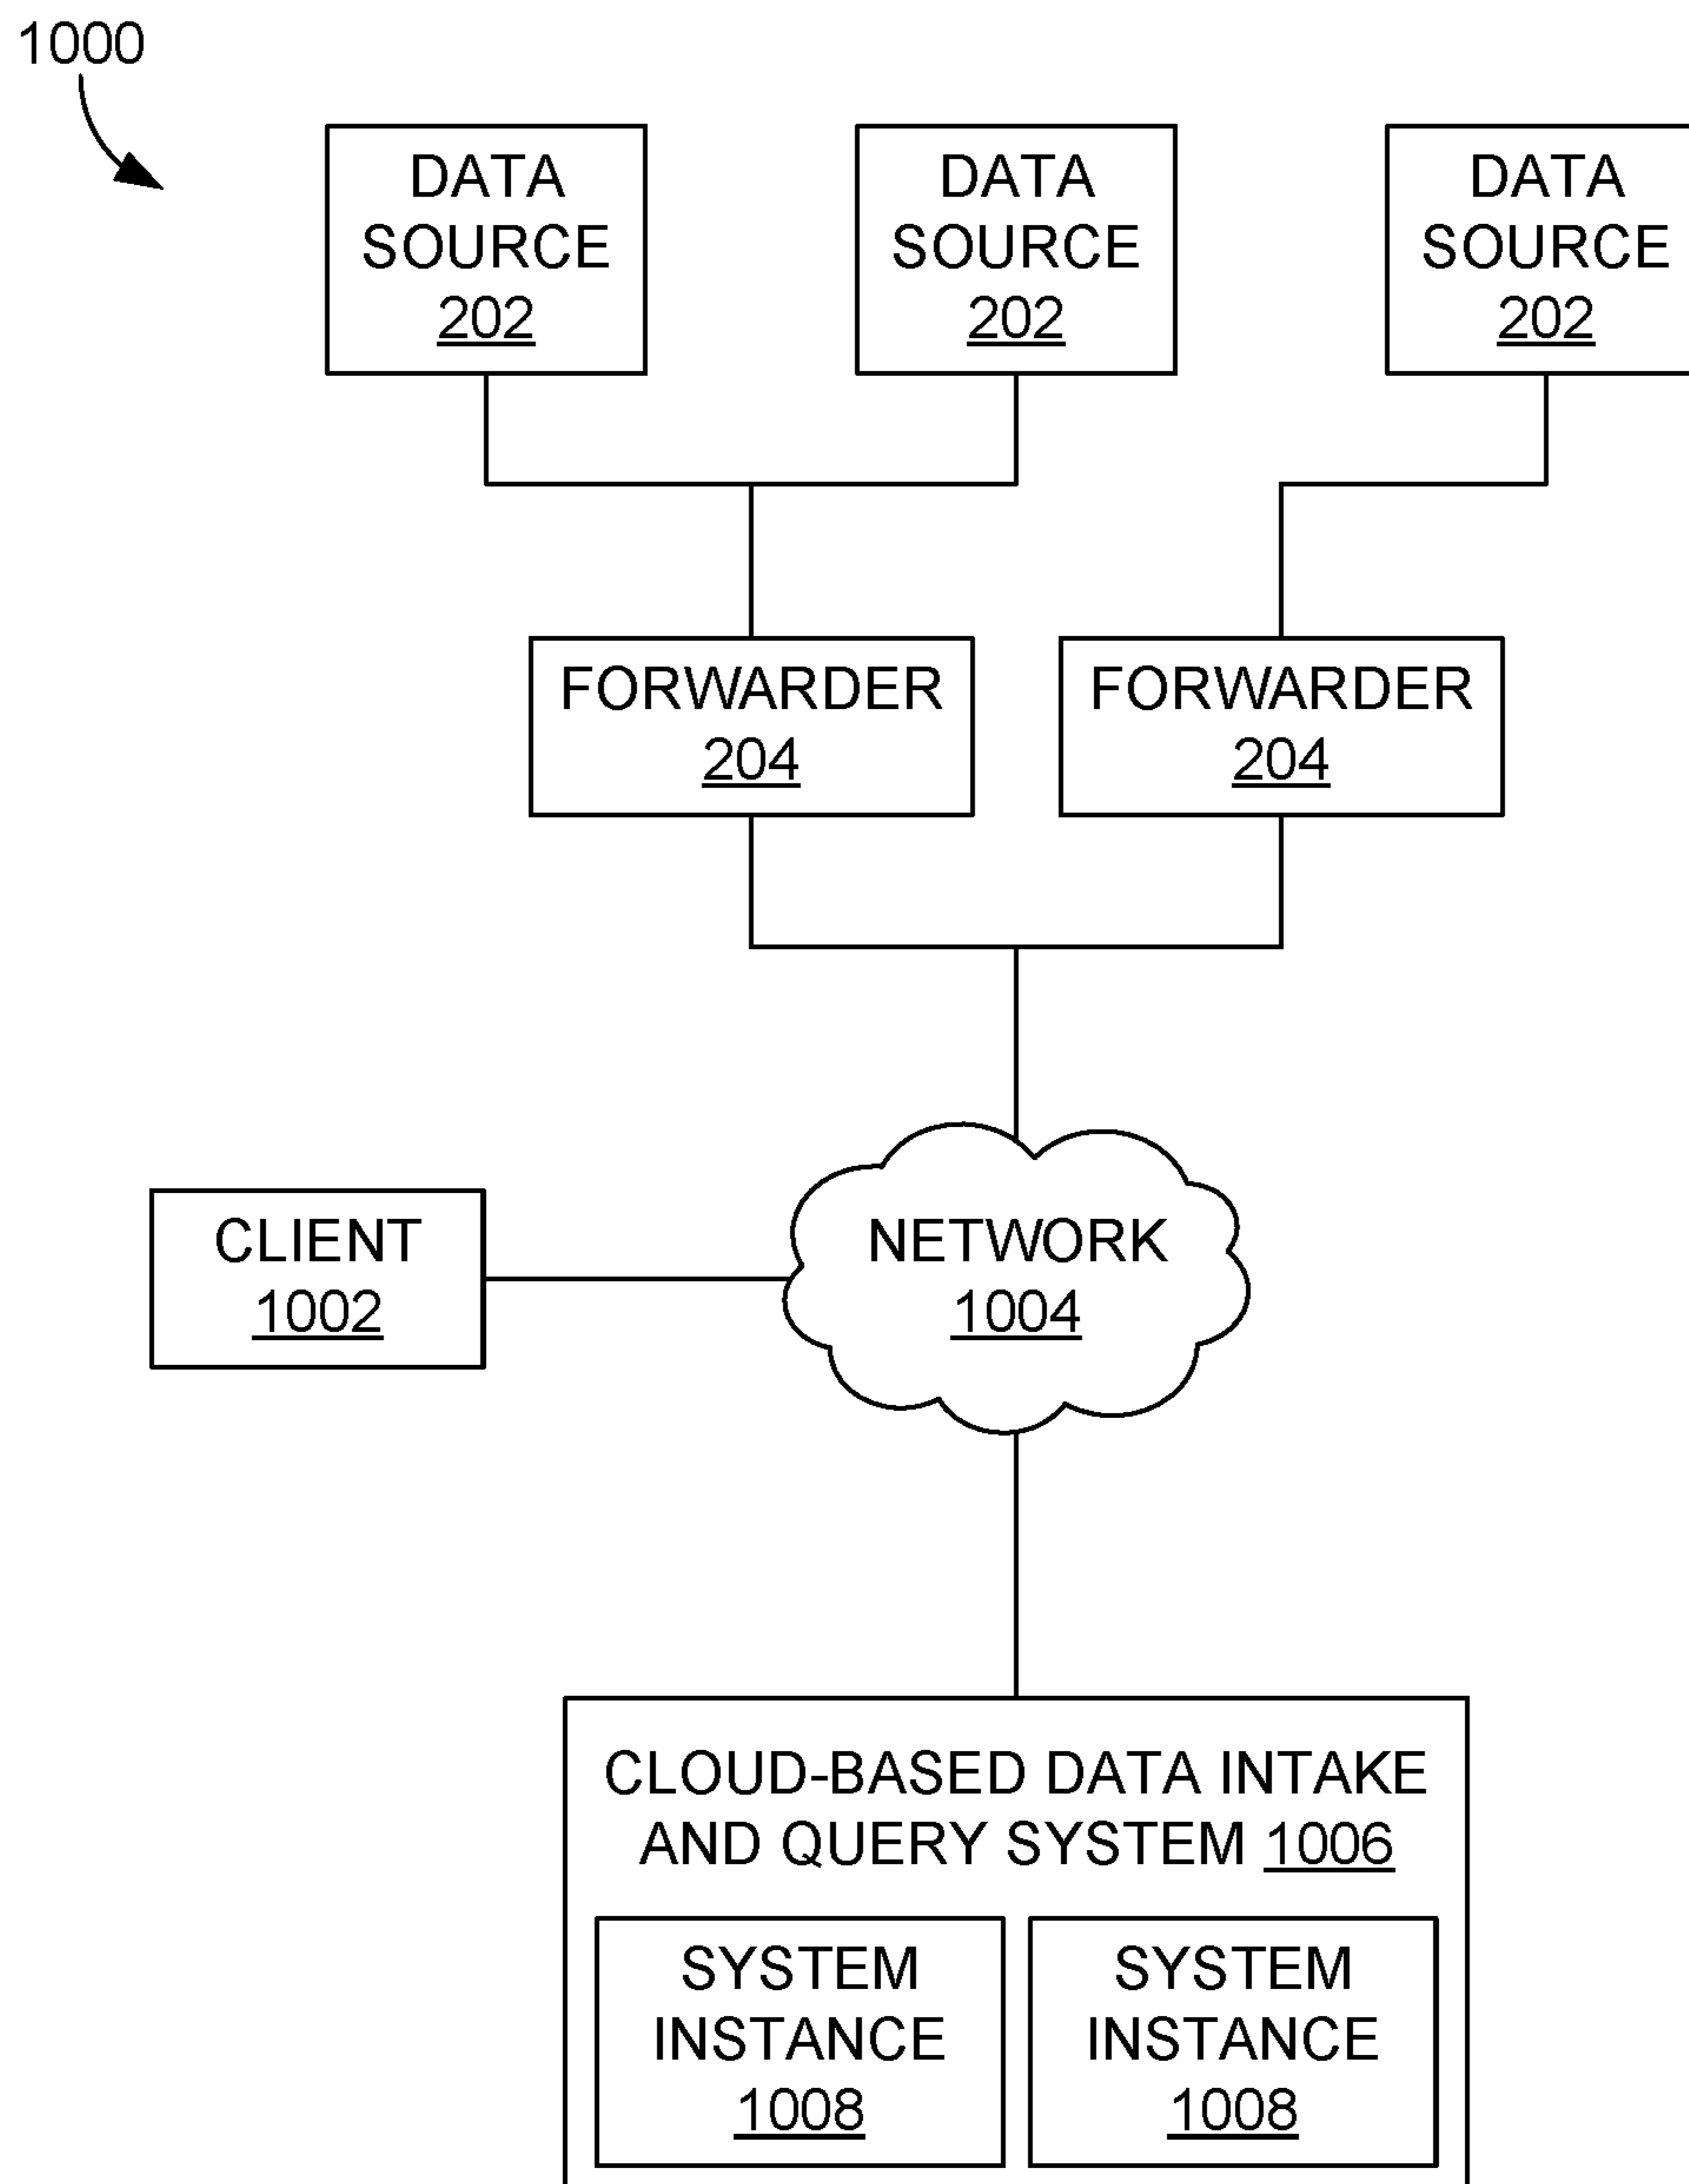 1000
DATA
SOURCE
202
DATA
SOURCE
202
DATA
SOURCE
202
FORWARDER
204
FORWARDER
204
CLIENT
1002
NETWORK
1004
CLOUD-BASED DATA INTAKE
AND QUERY SYSTEM 1006
SYSTEM
INSTANCE
1008
SYSTEM
INSTANCE
1008